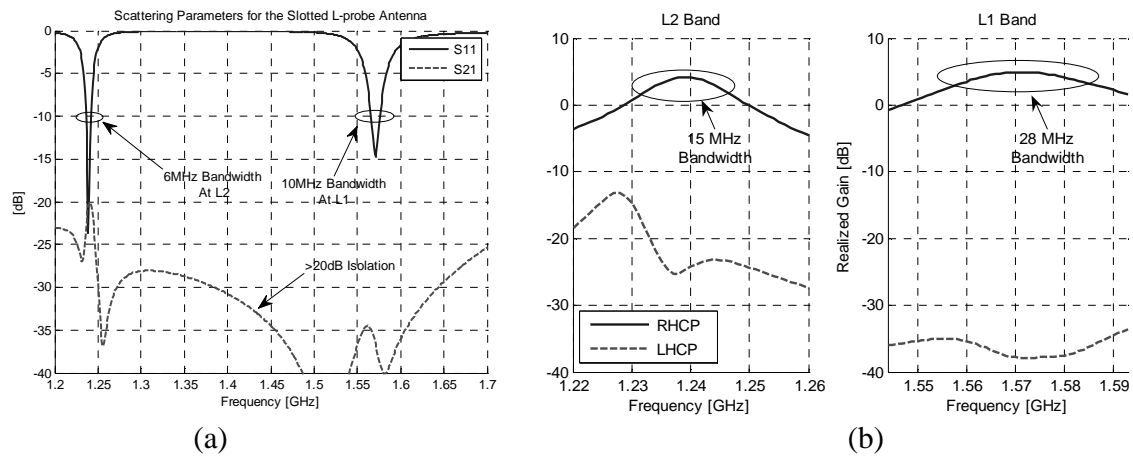 Scattering Parameters for the Slotted L-probe Antenna
0
-5
-10
-15
-20
-25
-30
-35
-40
[dB]
S11
S21
6MHz Bandwidth
At L2
10MHz Bandwidth
At L1
>20dB Isolation
1.2
1.25
1.3
1.35
1.4
1.45
1.5
1.55
1.6
1.65
1.7
Frequency [GHz]
(a)
L2 Band
10
0
-10
-20
-30
-40
15 MHz
Bandwidth
RHCP
LHCP
1.22
1.23
1.24
1.25
1.26
Frequency [GHz]
L1 Band
10
0
-10
-20
-30
-40
Realized Gain [dB]
28 MHz
Bandwidth
1.55
1.56
1.57
1.58
1.59
Frequency [GHz]
(b)